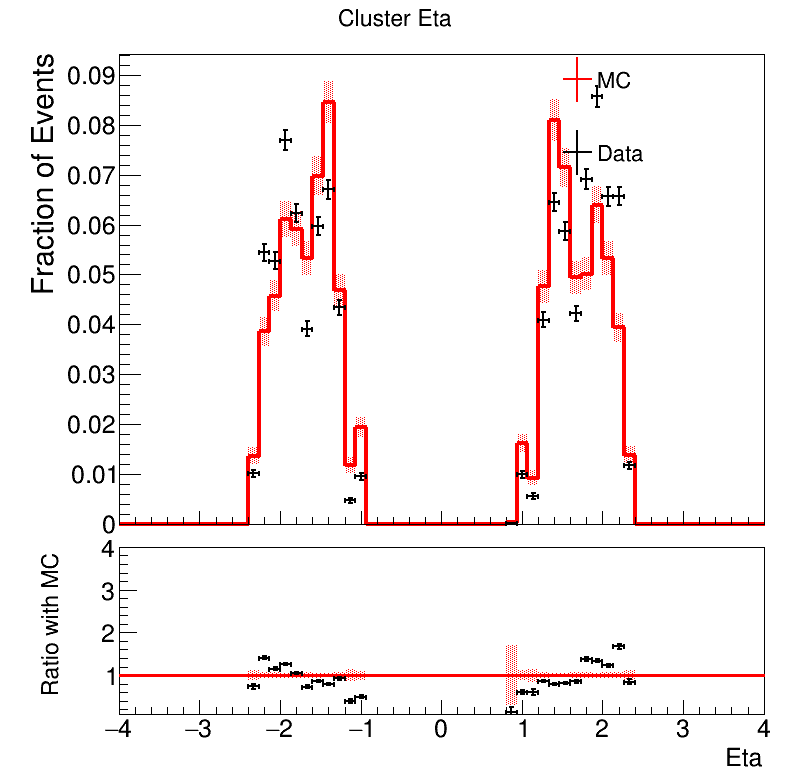 Cluster Eta
Fraction of Events
0.09
0.08
0.07
0.06
0.05
0.04
0.03
0.02
0.01
0
MC
Data
Ratio with MC
4
3
2
1
−4 −3 −2 −1 0 1 2 3 4
Eta